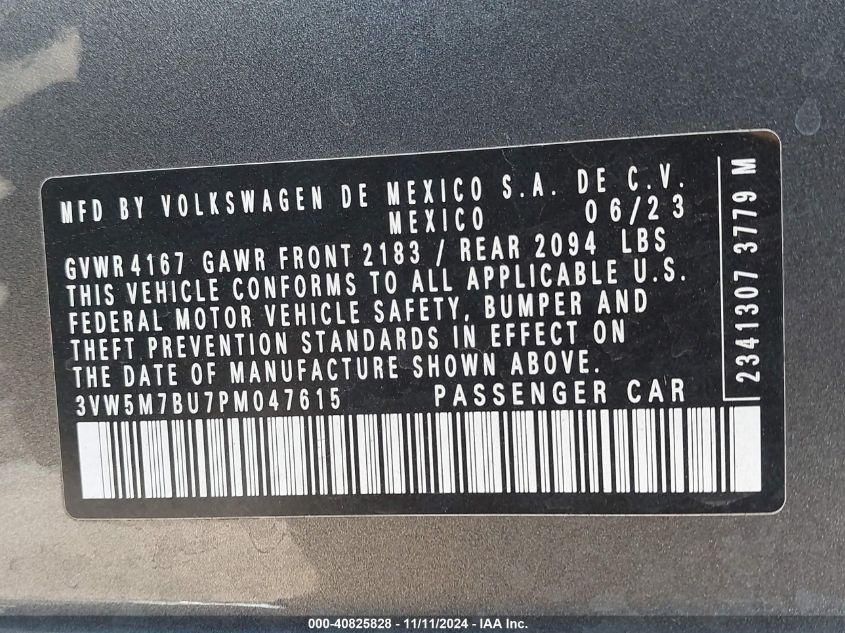 MFD BY VOLKSWAGEN DE MEXICO S.A. DE C.V.
MEXICO 06/23
GVWR 4167 GAWR FRONT 2183 / REAR 2094 LBS
THIS VEHICLE CONFORMS TO ALL APPLICABLE U.S.
FEDERAL MOTOR VEHICLE SAFETY, BUMPER AND
THEFT PREVENTION STANDARDS IN EFFECT ON
THE DATE OF MANUFACTURE SHOWN ABOVE.
3VW5M7BU7PM047615 PASSENGER CAR
2341307 3779 M
000-40825828 - 11/11/2024 - IAA Inc.